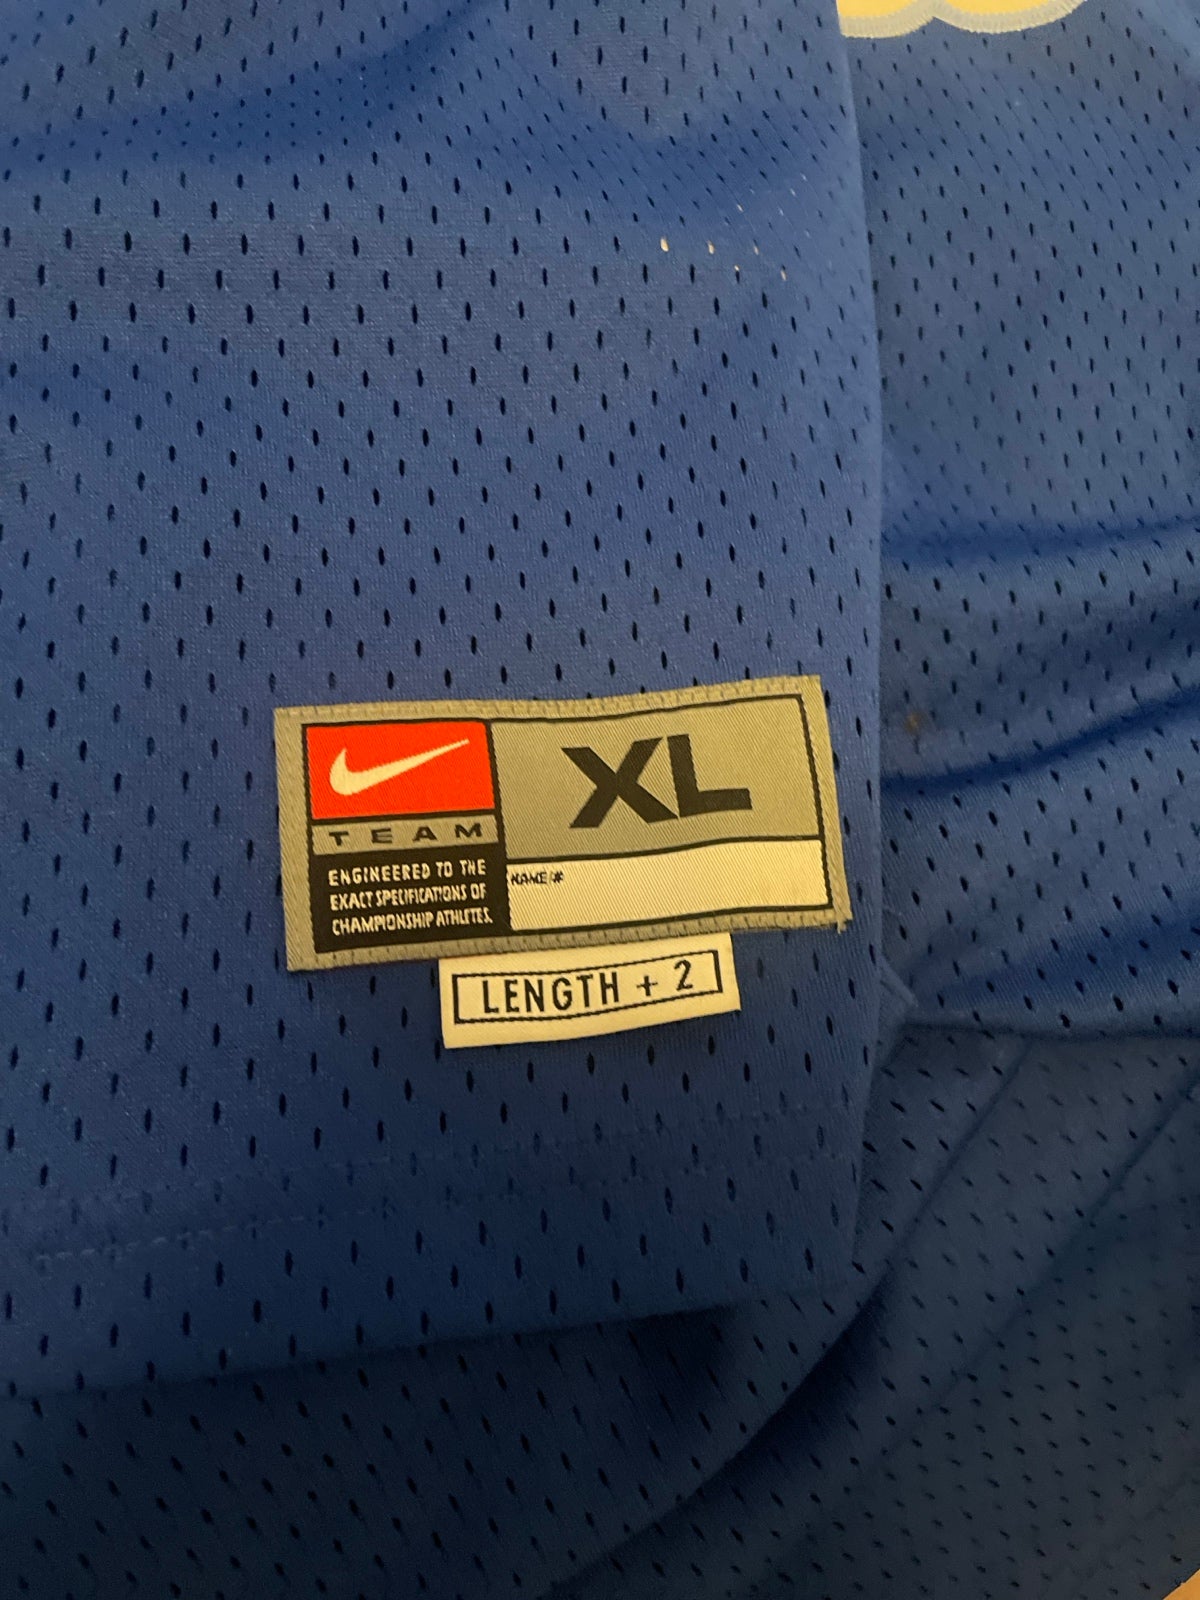 XL
TEAM
ENGINEERED TO THE
EXACT SPECIFICATIONS OF
CHAMPIONSHIP ATHLETES.
NAME/#
LENGTH + 2